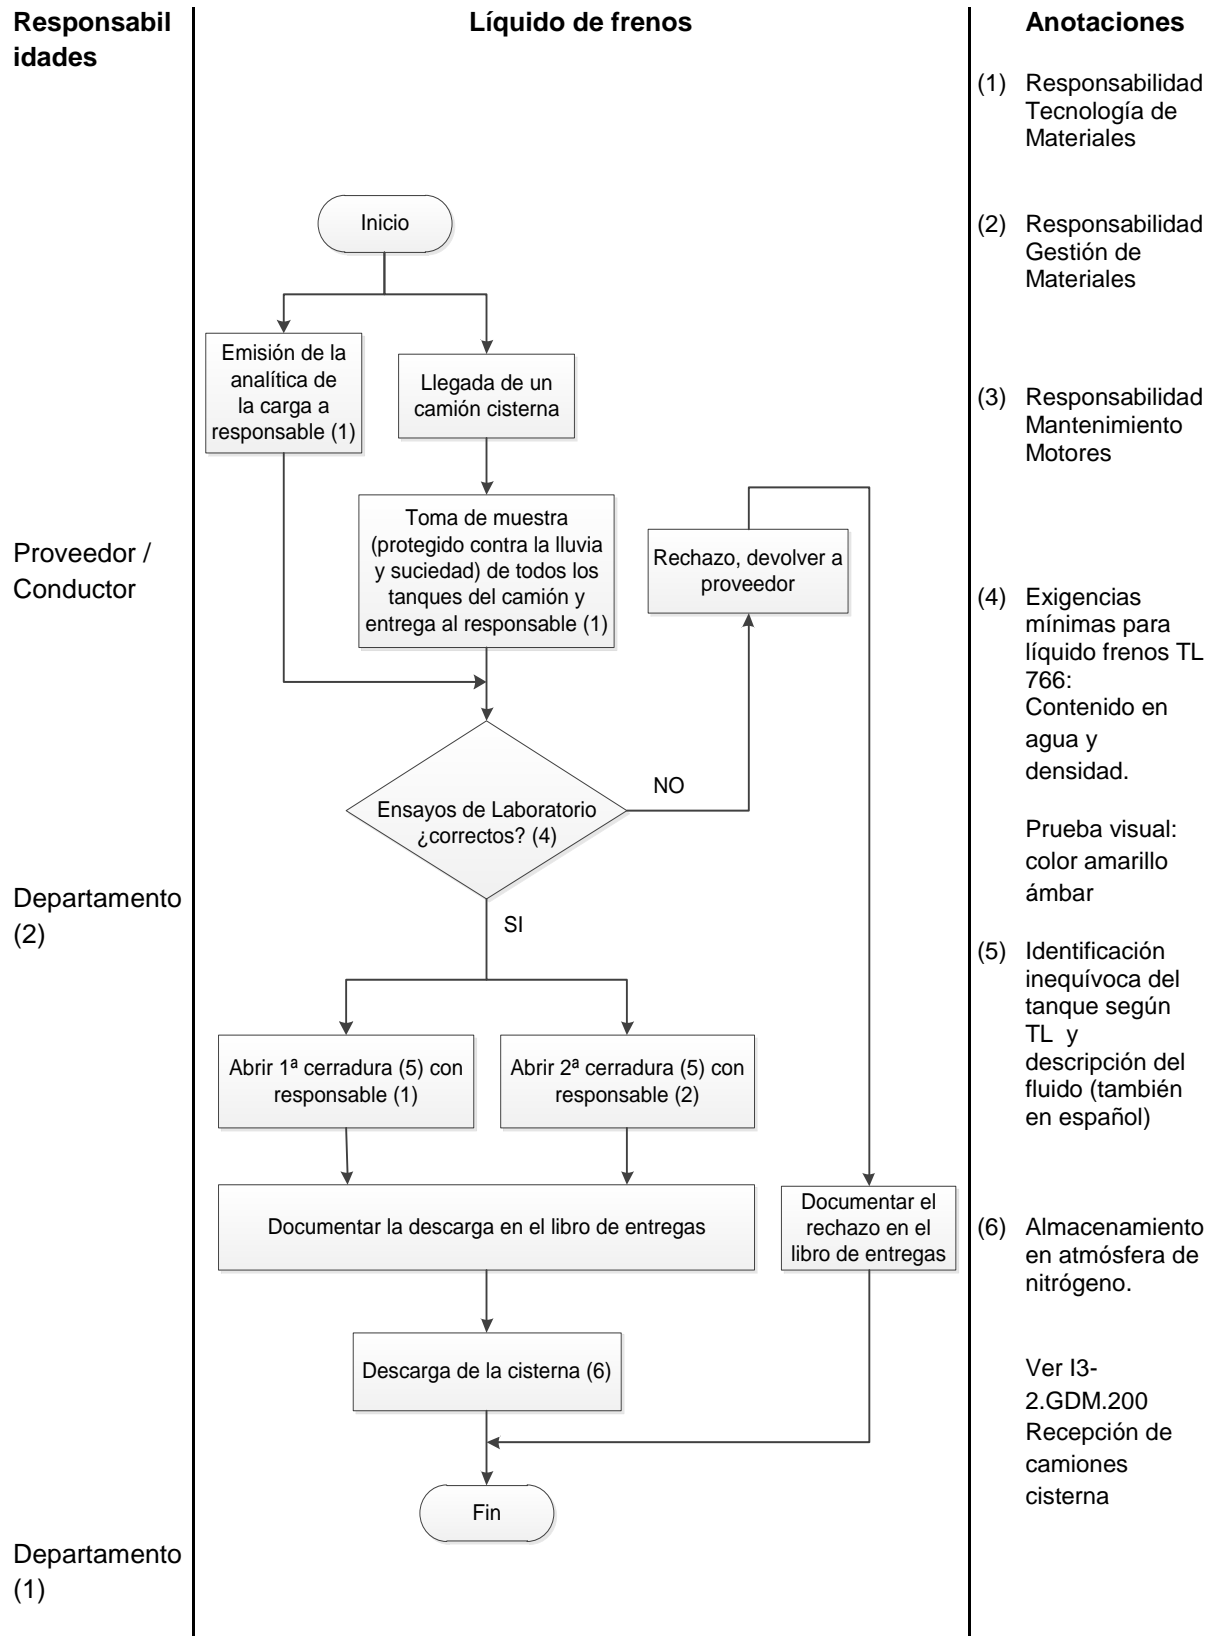 Responsabil
idades
Proveedor /
Conductor
Departamento
(2)
Departamento
(1)
Líquido de frenos
Inicio
Emisión de la
analítica de
la carga a
responsable (1)
Llegada de un
camión cisterna
Toma de muestra
(protegido contra la lluvia
y suciedad) de todos los
tanques del camión y
entrega al responsable (1)
Rechazo, devolver a
proveedor
Ensayos de Laboratorio
¿correctos? (4)
NO
SI
Abrir 1ª cerradura (5) con
responsable (1)
Abrir 2ª cerradura (5) con
responsable (2)
Documentar la descarga en el libro de entregas
Documentar el
rechazo en el
libro de entregas
Descarga de la cisterna (6)
Fin
Anotaciones
(1) Responsabilidad
Tecnología de
Materiales
(2) Responsabilidad
Gestión de
Materiales
(3) Responsabilidad
Mantenimiento
Motores
(4) Exigencias
mínimas para
líquido frenos TL
766:
Contenido en
agua y
densidad.
Prueba visual:
color amarillo
ámbar
(5) Identificación
inequívoca del
tanque según
TL y
descripción del
fluido (también
en español)
(6) Almacenamiento
en atmósfera de
nitrógeno.
Ver I3-
2.GDM.200
Recepción de
camiones
cisterna